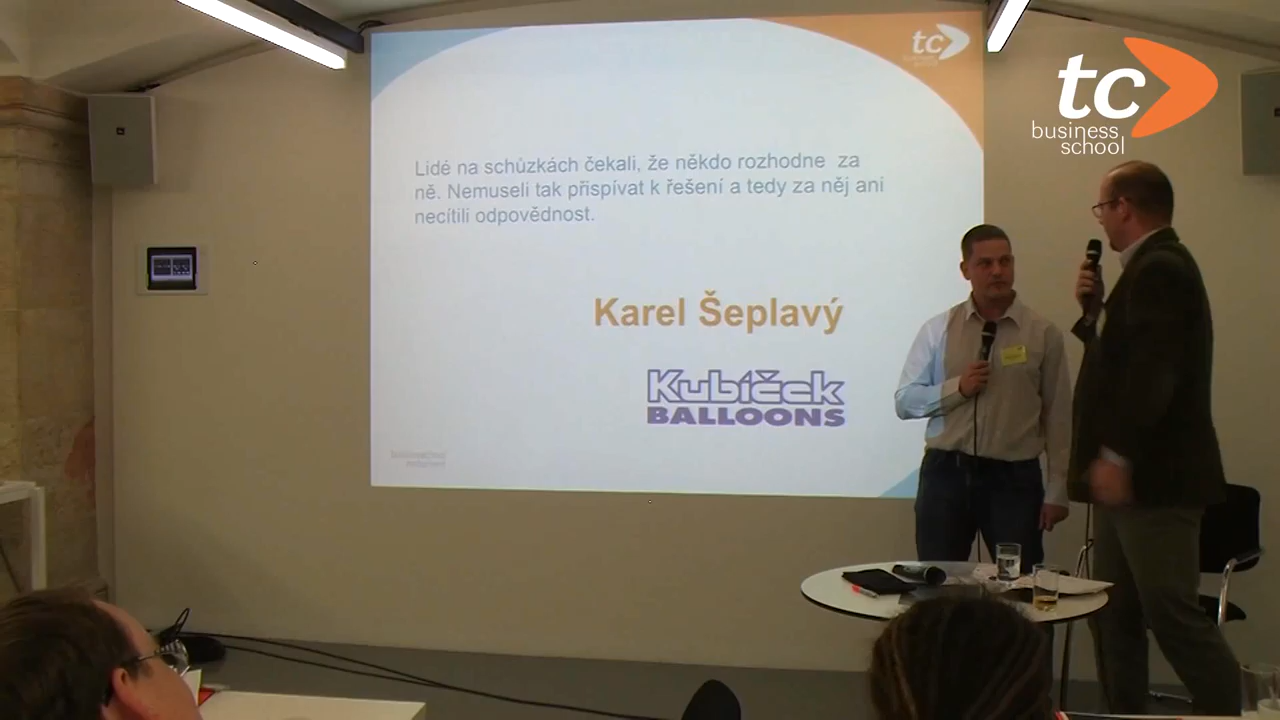 tc
tc
business
school
Lidé na schůzkách čekali, že někdo rozhodne za
ně. Nemuseli tak přispívat k řešení a tedy za něj ani
necítili odpovědnost.
Karel Šeplavý
Kubíček
BALLOONS